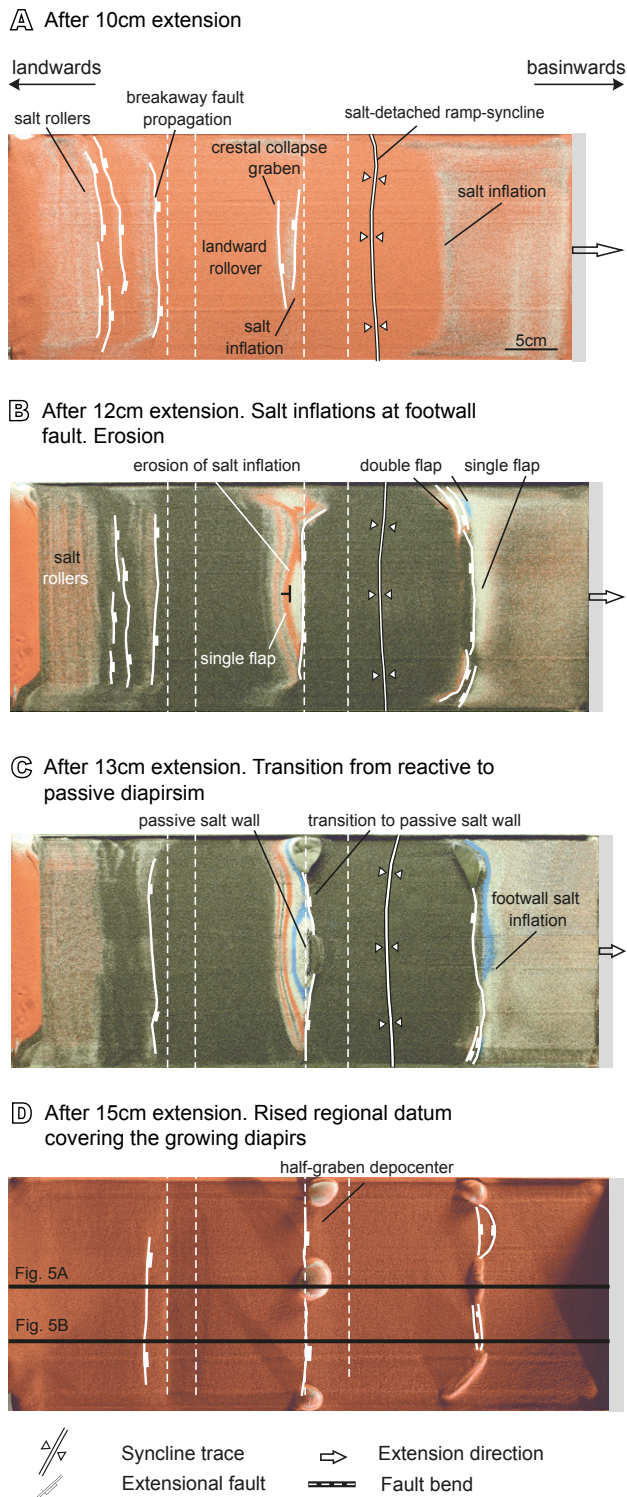 A After 10cm extension
landwards
basinwards
breakaway fault
propagation
salt rollers
salt-detached ramp-syncline
crestal collapse
graben
salt inflation
landward
rollover
salt
inflation
5cm
B After 12cm extension. Salt inflations at footwall
fault. Erosion
erosion of salt inflation
double flap
single flap
salt
rollers
single flap
C After 13cm extension. Transition from reactive to
passive diapirsim
passive salt wall
transition to passive salt wall
footwall salt
inflation
D After 15cm extension. Rised regional datum
covering the growing diapirs
half-graben depocenter
Fig. 5A
Fig. 5B
Syncline trace
Extension direction
Extensional fault
Fault bend